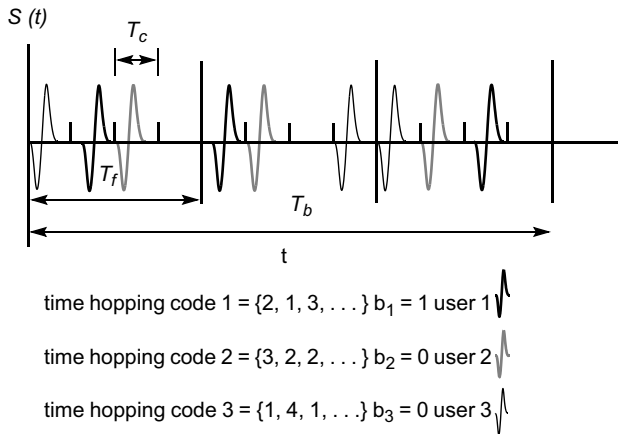 S (t)
T_c
T_f
T_b
t
time hopping code 1 = {2, 1, 3, . . . } b_1 = 1 user 1
time hopping code 2 = {3, 2, 2, . . . } b_2 = 0 user 2
time hopping code 3 = {1, 4, 1, . . .} b_3 = 0 user 3